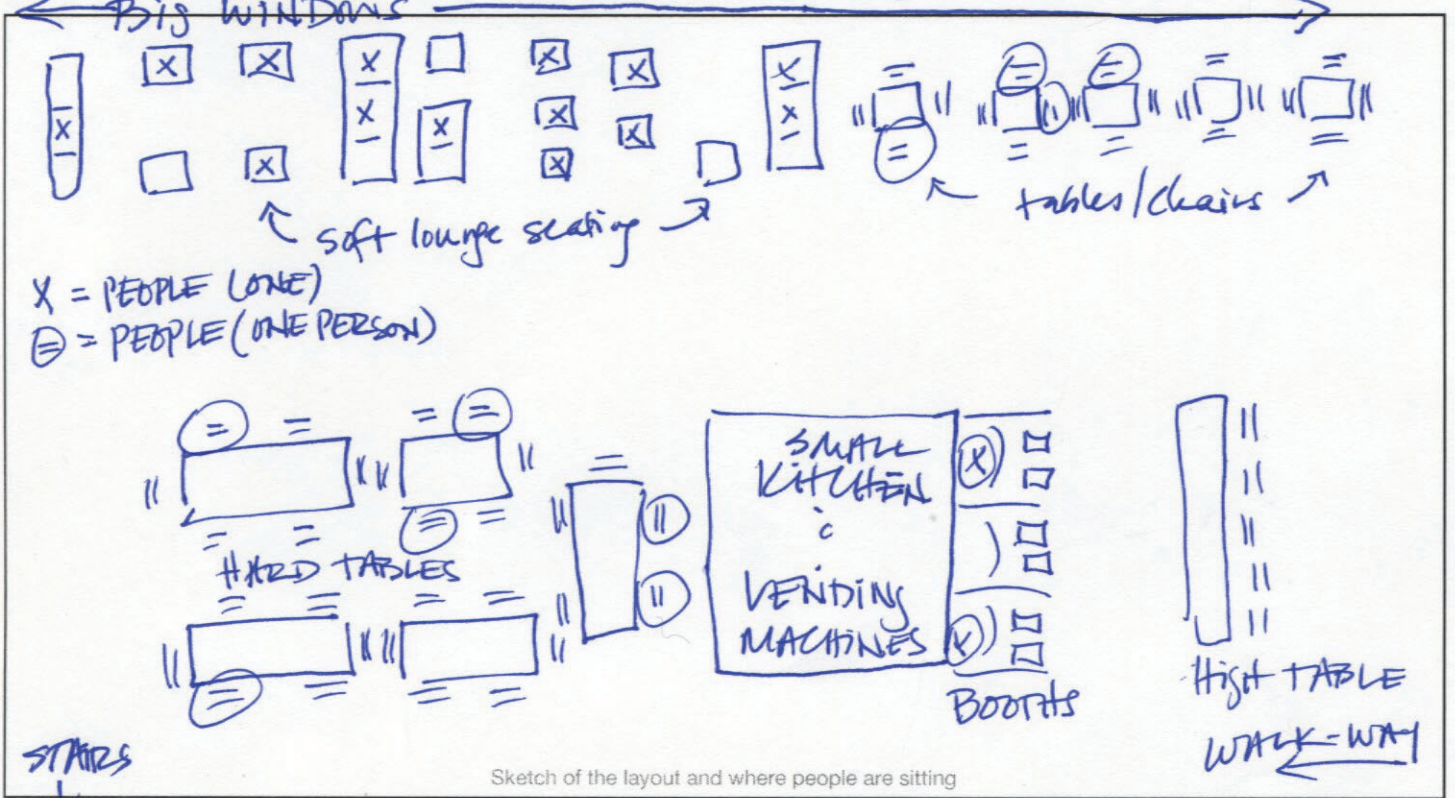 Big WINDOWS
soft lounge seating
tables/chairs
X = PEOPLE (ONE)
= PEOPLE (ONE PERSON)
SMALL
KITCHEN
&
VENDING
MACHINES
HARD TABLES
BOOTHS
HigH TABLE
WALK-WAY
STAIRS
Sketch of the layout and where people are sitting